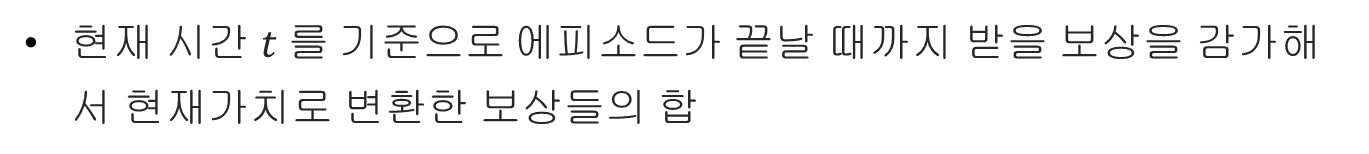 • 현재 시간 t 를 기준으로 에피소드가 끝날 때까지 받을 보상을 감가해
서 현재가치로 변환한 보상들의 합